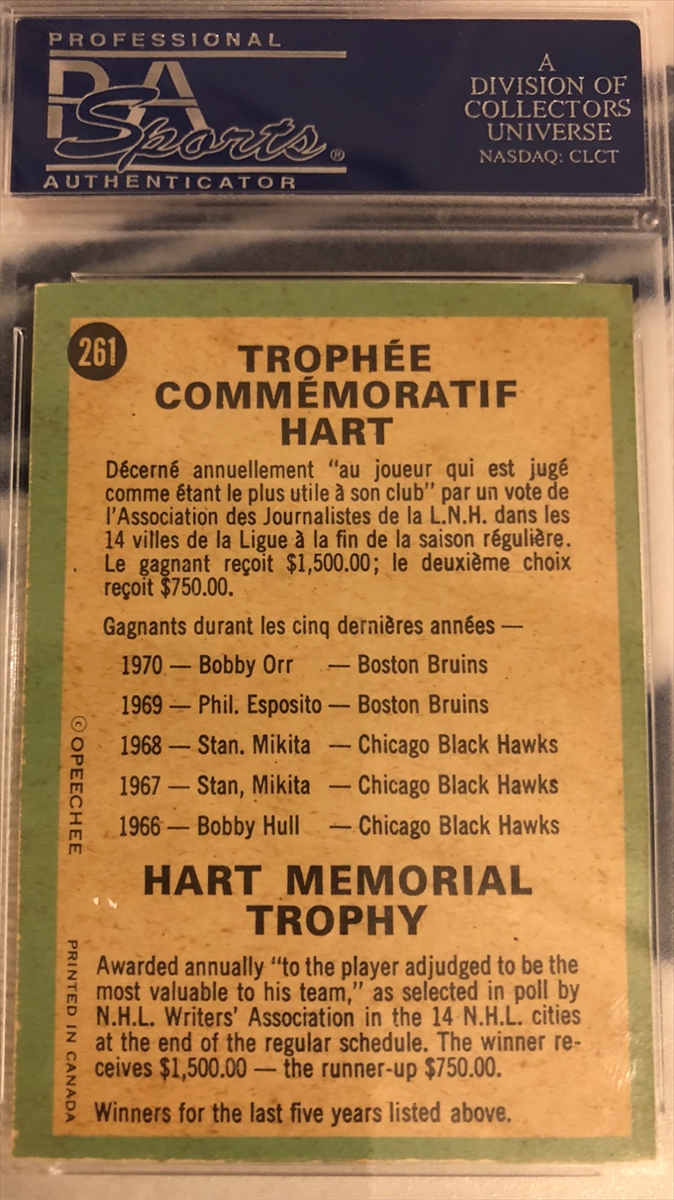 PROFESSIONAL
PSA
Sports®
AUTHENTICATOR
A
DIVISION OF
COLLECTORS
UNIVERSE
NASDAQ: CLCT
261
TROPHÉE
COMMÉMORATIF
HART
Décerné annuellement "au joueur qui est jugé
comme étant le plus utile à son club" par un vote de
l'Association des Journalistes de la L.N.H. dans les
14 villes de la Ligue à la fin de la saison régulière.
Le gagnant reçoit $1,500.00; le deuxième choix
reçoit $750.00.
Gagnants durant les cinq dernières années —
1970 — Bobby Orr — Boston Bruins
1969 — Phil. Esposito — Boston Bruins
1968 — Stan. Mikita — Chicago Black Hawks
1967 — Stan, Mikita — Chicago Black Hawks
1966 — Bobby Hull — Chicago Black Hawks
© OPEECHEE
HART MEMORIAL
TROPHY
Awarded annually "to the player adjudged to be the
most valuable to his team," as selected in poll by
N.H.L. Writers' Association in the 14 N.H.L. cities
at the end of the regular schedule. The winner re-
ceives $1,500.00 — the runner-up $750.00.
Winners for the last five years listed above.
PRINTED IN CANADA